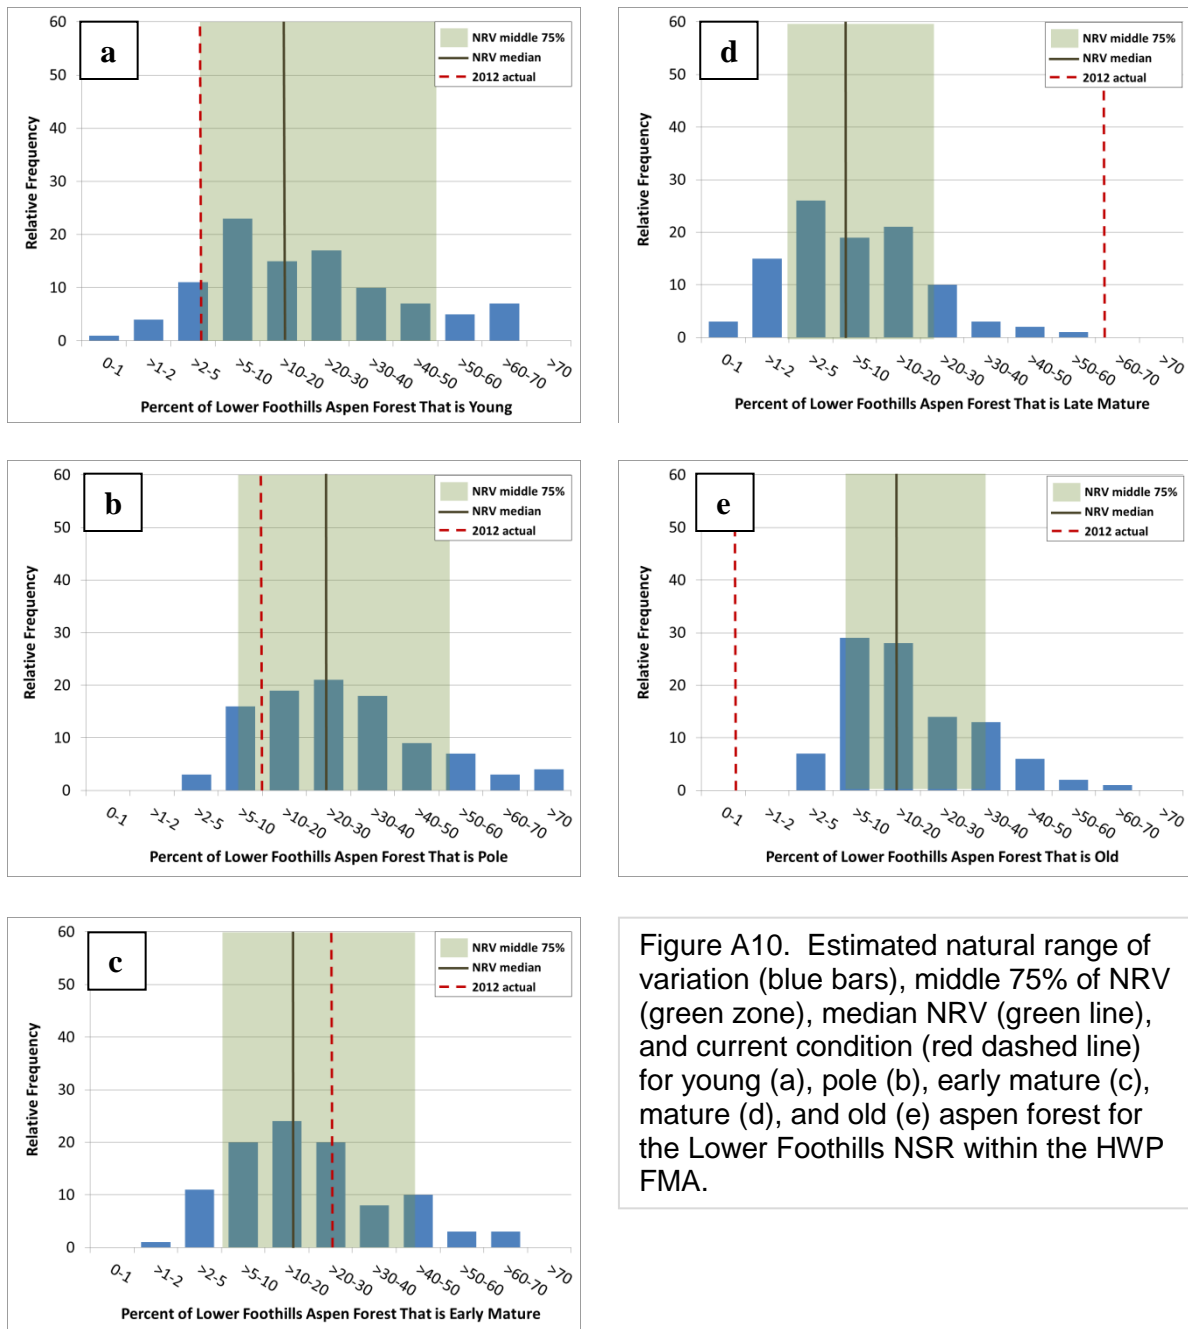 a
60
50
40
30
20
10
0
Relative Frequency
NRV middle 75%
NRV median
2012 actual
0-1 >1-2 >2-5 >5-10 >10-20 >20-30 >30-40 >40-50 >50-60 >60-70 >70
Percent of Lower Foothills Aspen Forest That is Young
d
60
50
40
30
20
10
0
Relative Frequency
NRV middle 75%
NRV median
2012 actual
0-1 >1-2 >2-5 >5-10 >10-20 >20-30 >30-40 >40-50 >50-60 >60-70 >70
Percent of Lower Foothills Aspen Forest That is Late Mature
b
60
50
40
30
20
10
0
Relative Frequency
NRV middle 75%
NRV median
2012 actual
0-1 >1-2 >2-5 >5-10 >10-20 >20-30 >30-40 >40-50 >50-60 >60-70 >70
Percent of Lower Foothills Aspen Forest That is Pole
e
60
50
40
30
20
10
0
Relative Frequency
NRV middle 75%
NRV median
2012 actual
0-1 >1-2 >2-5 >5-10 >10-20 >20-30 >30-40 >40-50 >50-60 >60-70 >70
Percent of Lower Foothills Aspen Forest That is Old
c
60
50
40
30
20
10
0
Relative Frequency
NRV middle 75%
NRV median
2012 actual
0-1 >1-2 >2-5 >5-10 >10-20 >20-30 >30-40 >40-50 >50-60 >60-70 >70
Percent of Lower Foothills Aspen Forest That is Early Mature
Figure A10. Estimated natural range of
variation (blue bars), middle 75% of NRV
(green zone), median NRV (green line),
and current condition (red dashed line)
for young (a), pole (b), early mature (c),
mature (d), and old (e) aspen forest for
the Lower Foothills NSR within the HWP
FMA.